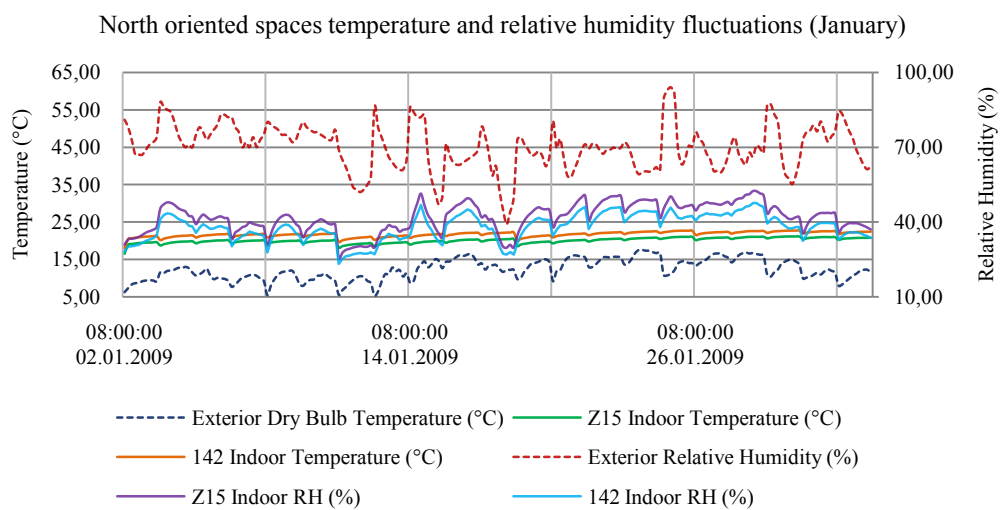 North oriented spaces temperature and relative humidity fluctuations (January)
Temperature (°C)
65,00
55,00
45,00
35,00
25,00
15,00
5,00
100,00
70,00
40,00
10,00
Relative Humidity (%)
08:00:00 08:00:00 08:00:00
02.01.2009 14.01.2009 26.01.2009
Exterior Dry Bulb Temperature (°C) Z15 Indoor Temperature (°C)
142 Indoor Temperature (°C) Exterior Relative Humidity (%)
Z15 Indoor RH (%) 142 Indoor RH (%)